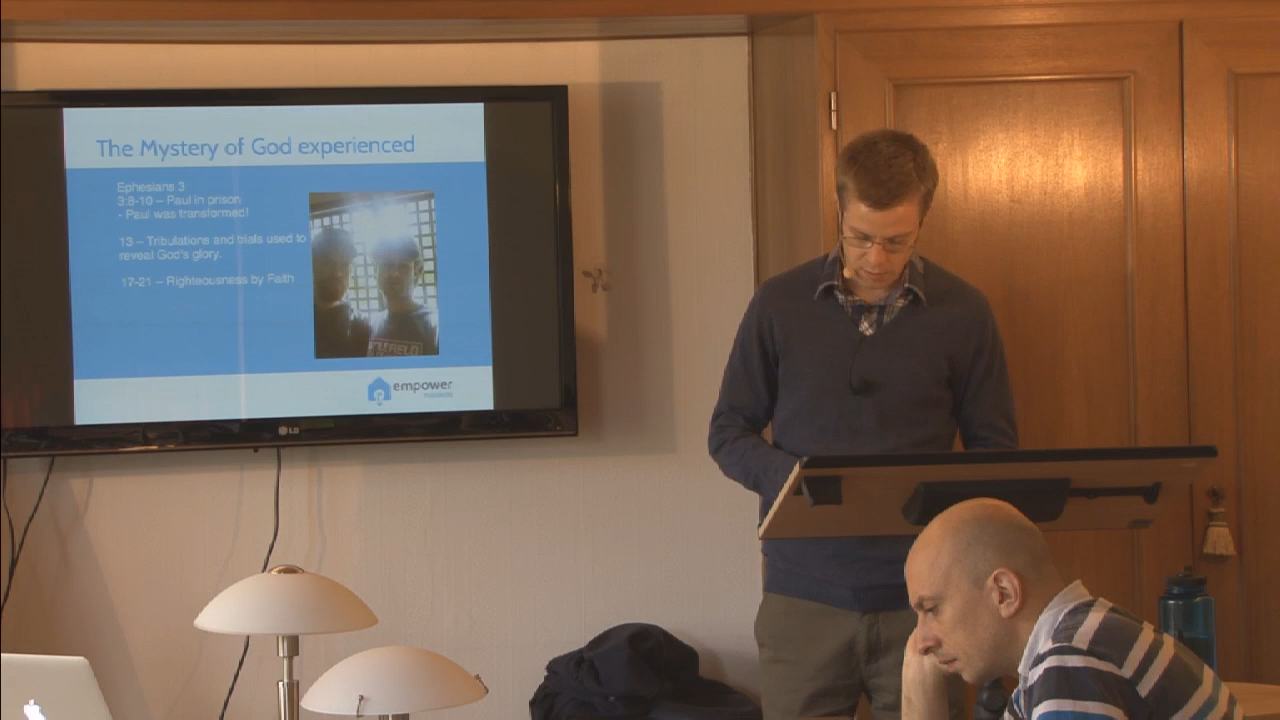 The Mystery of God experienced
Ephesians 3
3:8-10 – Paul in prison
- Paul was transformed!
13 – Tribulations and trials used to
reveal God's glory.
17-21 – Righteousness by Faith
empower
LG